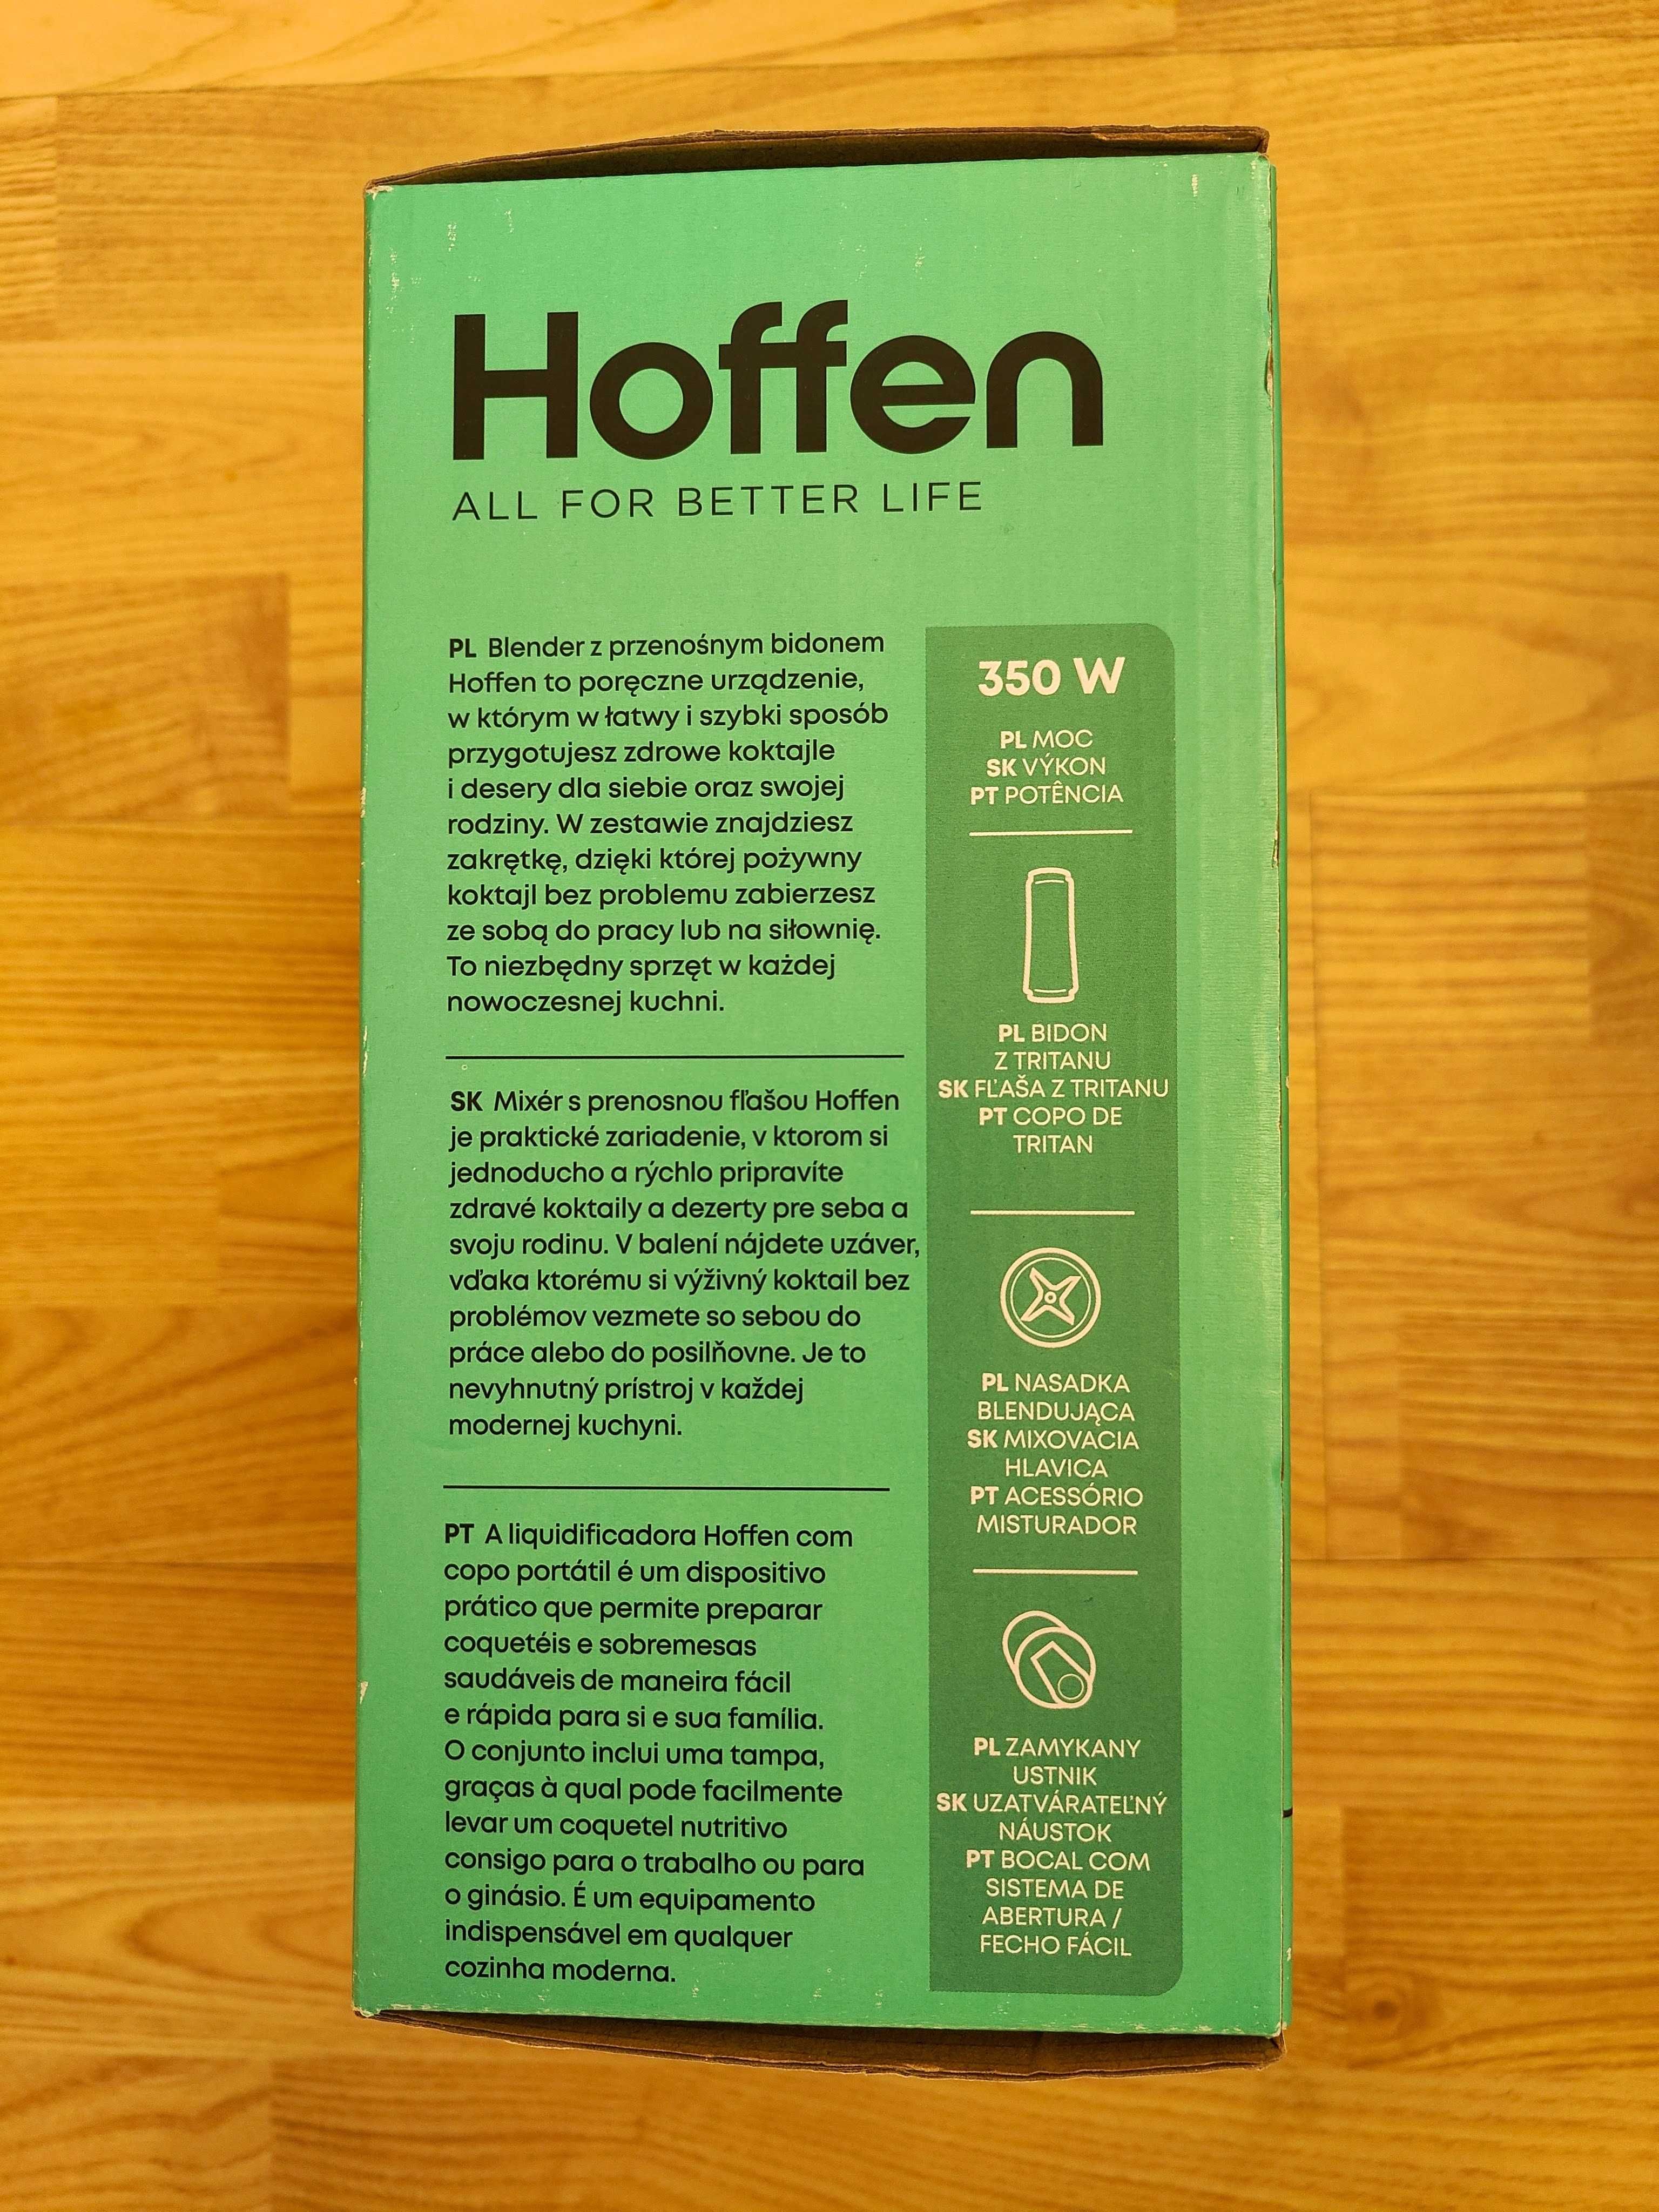 Hoffen
ALL FOR BETTER LIFE
PL Blender z przenośnym bidonem
Hoffen to poręczne urządzenie,
w którym w łatwy i szybki sposób
przygotujesz zdrowe koktajle
i desery dla siebie oraz swojej
rodziny. W zestawie znajdziesz
zakrętkę, dzięki której pożywny
koktajl bez problemu zabierzesz
ze sobą do pracy lub na siłownię.
To niezbędny sprzęt w każdej
nowoczesnej kuchni.
SK Mixér s prenosnou fľašou Hoffen
je praktické zariadenie, v ktorom si
jednoducho a rýchlo pripravíte
zdravé koktaily a dezerty pre seba a
svoju rodinu. V balení nájdete uzáver,
vďaka ktorému si výživný koktail bez
problémov vezmete so sebou do
práce alebo do posilňovne. Je to
nevyhnutný prístroj v každej
modernej kuchyni.
PT A liquidificadora Hoffen com
copo portátil é um dispositivo
prático que permite preparar
coquetéis e sobremesas
saudáveis de maneira fácil
e rápida para si e sua família.
O conjunto inclui uma tampa,
graças à qual pode facilmente
levar um coquetel nutritivo
consigo para o trabalho ou para
o ginásio. É um equipamento
indispensável em qualquer
cozinha moderna.
350 W
PL MOC
SK VÝKON
PT POTÊNCIA
PL BIDON
Z TRITANU
SK FĽAŠA Z TRITANU
PT COPO DE
TRITAN
PL NASADKA
BLENDUJĄCA
SK MIXOVACIA
HLAVICA
PT ACESSÓRIO
MISTURADOR
PL ZAMYKANY
USTNIK
SK UZATVÁRATEĽNÝ
NÁUSTOK
PT BOCAL COM
SISTEMA DE
ABERTURA /
FECHO FÁCIL